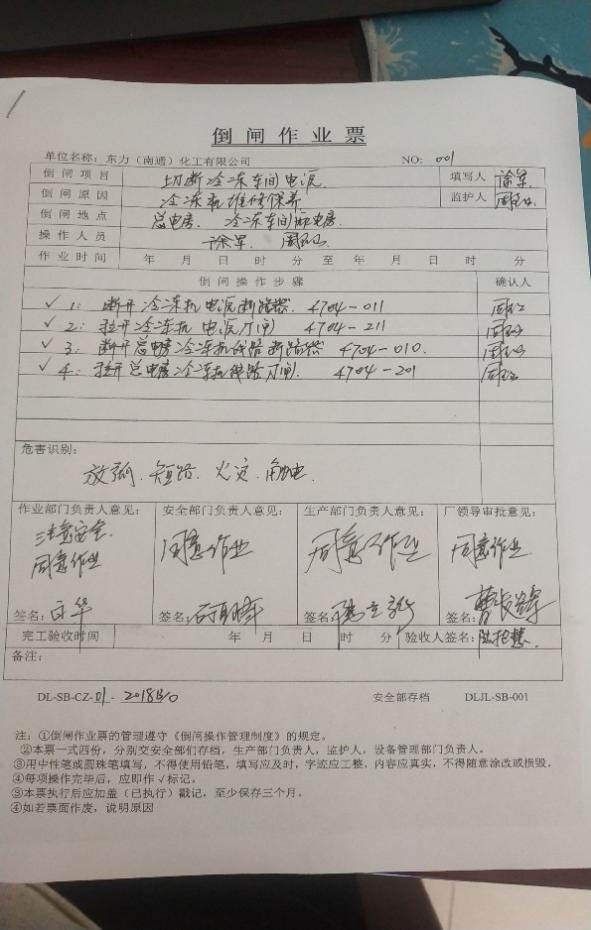 倒闸作业票
单位名称：东力（南通）化工有限公司 NO: 001
倒闸项目 切断冷冻车间电源 填写人 徐军
倒闸原因 冷冻机维修保养 监护人
倒闸地点 总电房、冷冻车间配电房
操作人员 徐军
作业时间 年 月 日 时 分 至 年 月 日 时 分
倒闸操作步骤 确认人
✓ 1: 断开冷冻机电源断路器 4704-011
✓ 2: 拉开冷冻机电源刀闸 4704-211
✓ 3: 断开总电房冷冻机线路断路器 4704-010.
✓ 4: 拉开总电房冷冻机线路刀闸. 4704-201
危害识别：
放弧、短路、火灾、触电.
作业部门负责人意见： 安全部门负责人意见： 生产部门负责人意见： 厂领导审批意见：
注意安全. 同意作业 同意作业 同意作业
同意作业
签名： 签名： 签名： 签名：
完工验收时间 年 月 日 时 分 验收人签名：
备注：
DL-SB-CZ-01-2018B/0 安全部存档 DLJL-SB-001
注：①倒闸作业票的管理遵守《倒闸操作管理制度》的规定。
②本票一式四份，分别交安全部们存档，生产部门负责人，监护人，设备管理部门负责人。
③用中性笔或圆珠笔填写，不得使用铅笔，填写应及时，字迹应工整，内容应真实，不得随意涂改或损毁。
④每项操作完毕后，应即作√标记。
③本票执行后应加盖（已执行）戳记，至少保存三个月。
④如若票面作废，说明原因